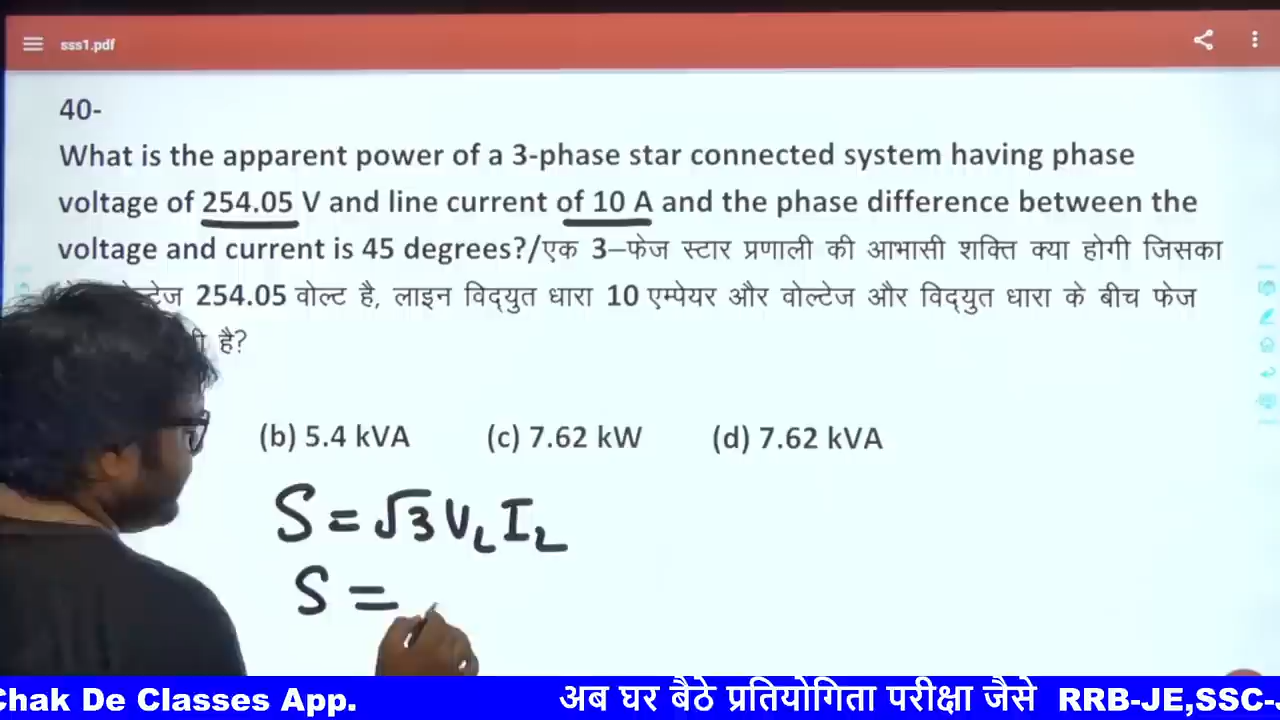 sss1.pdf
40-
What is the apparent power of a 3-phase star connected system having phase
voltage of 254.05 V and line current of 10 A and the phase difference between the
voltage and current is 45 degrees?/एक 3–फेज स्टार प्रणाली की आभासी शक्ति क्या होगी जिसका
254.05 वोल्ट है, लाइन विद्युत धारा 10 एम्पेयर और वोल्टेज और विद्युत धारा के बीच फेज
है?
(b) 5.4 kVA (c) 7.62 kW (d) 7.62 kVA
S = √3 VL IL
S =
Chak De Classes App. अब घर बैठे प्रतियोगिता परीक्षा जैसे RRB-JE,SSC-